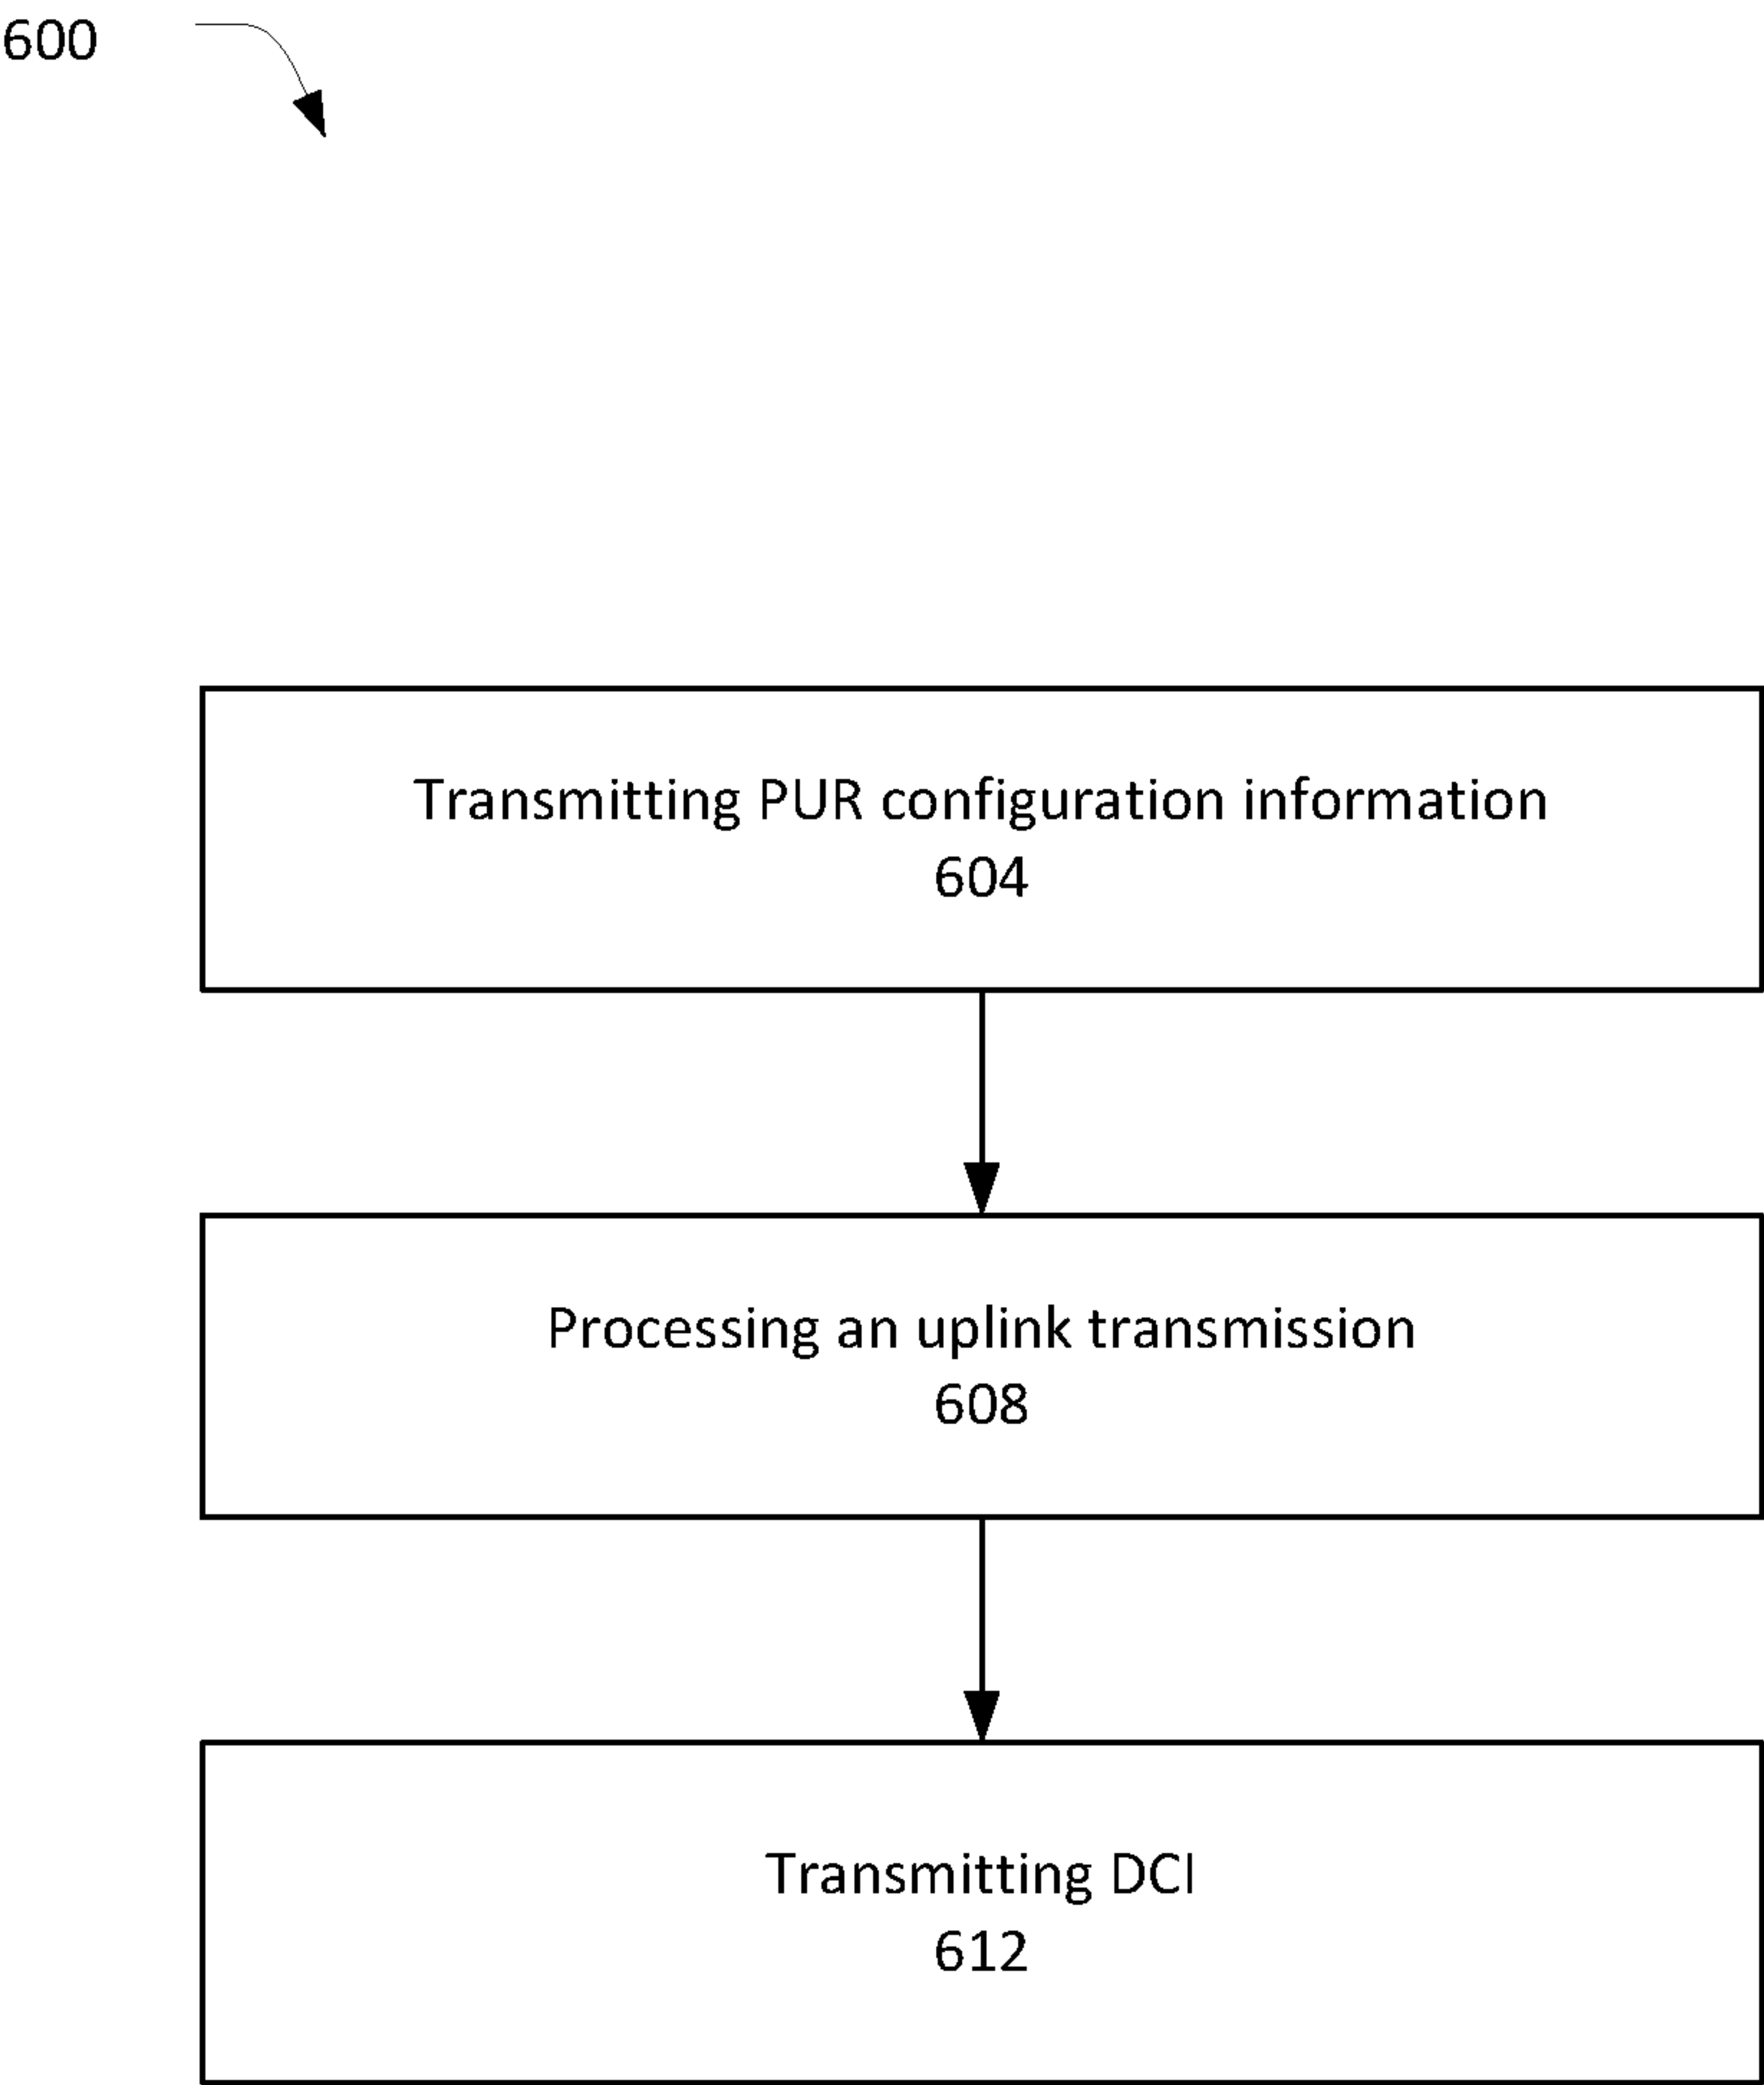 600
Transmitting PUR configuration information
604
Processing an uplink transmission
608
Transmitting DCI
612